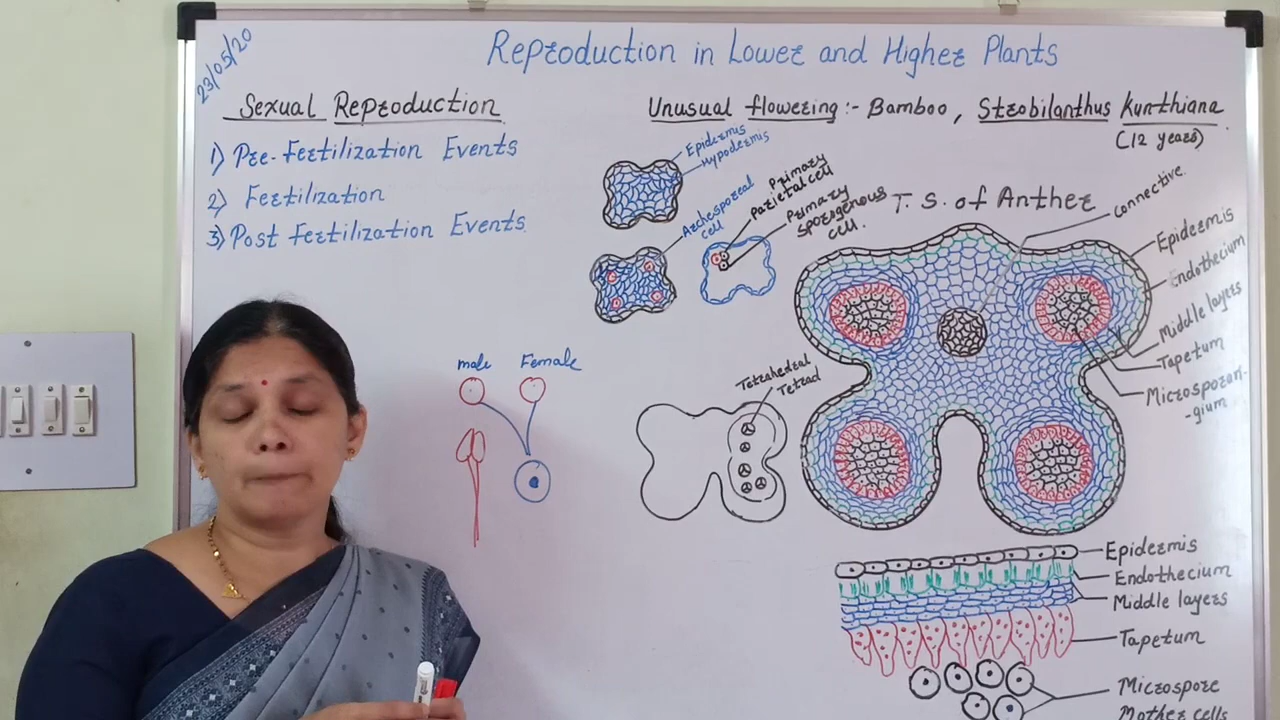 23/05/20
Reproduction in Lower and Higher Plants
Sexual Reproduction
1) Pre-Fertilization Events
2) Fertilization
3) Post Fertilization Events
Unusual flowering :- Bamboo, Strobilanthus Kunthiana
(12 years)
Epidermis
Hypodermis
Archesporeal
cell
Primary
Parietal cell
Primary
sporogenous
cell.
T. S. of Anther
Connective.
Epidermis
Endothecium
Middle layers
Tapetum
Microsporan-
-gium
male
Female
Tetrahedral
Tetrad
Epidermis
Endothecium
Middle layers
Tapetum
Microspore
Mother cells